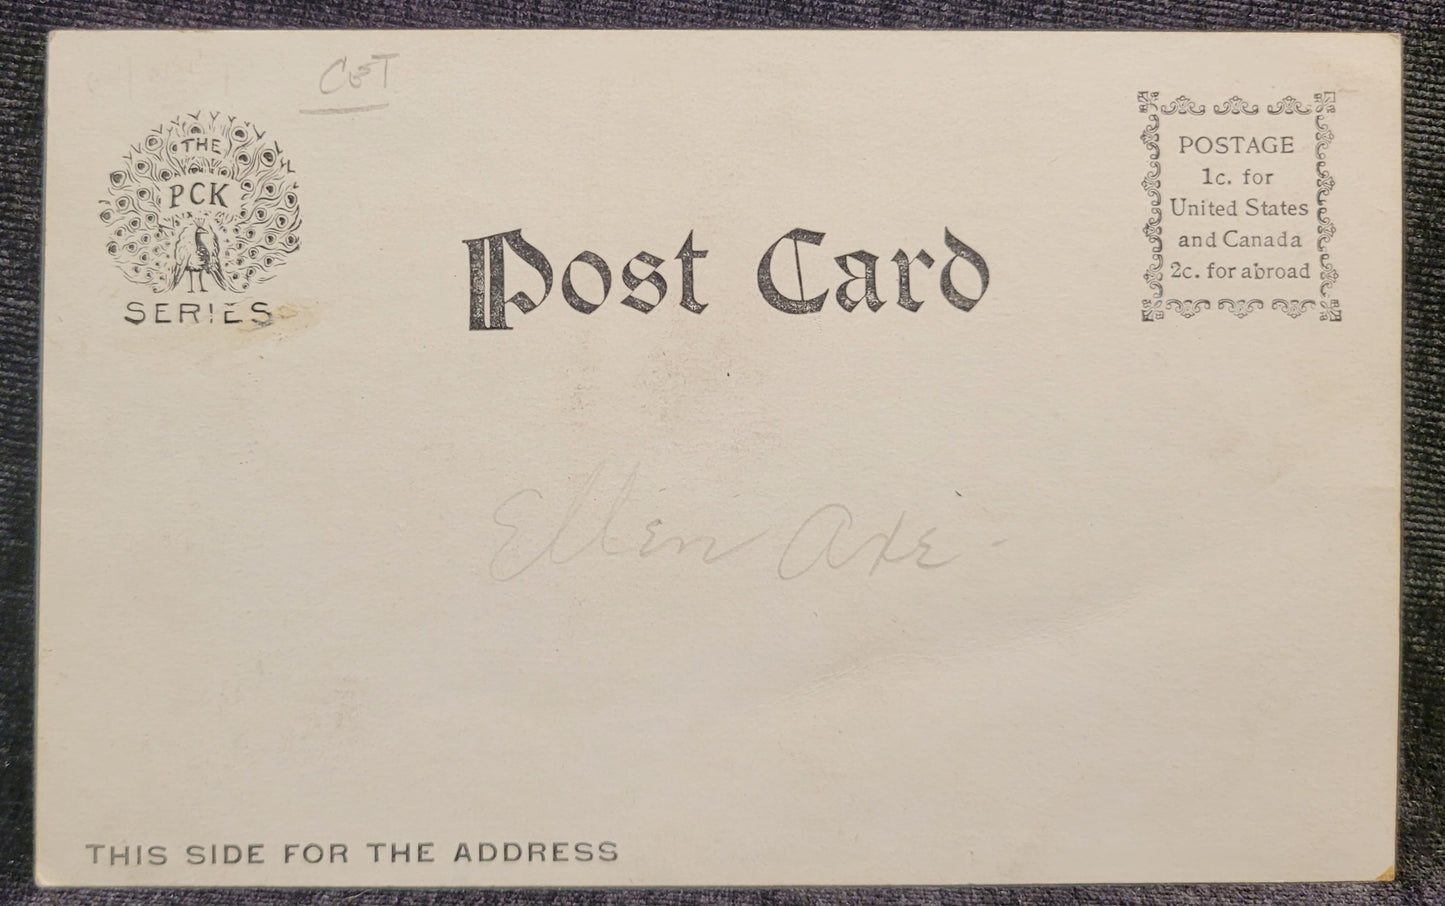 THE
PCK
SERIES
Post Card
POSTAGE
1c. for
United States
and Canada
2c. for abroad
Ellen Axe
THIS SIDE FOR THE ADDRESS